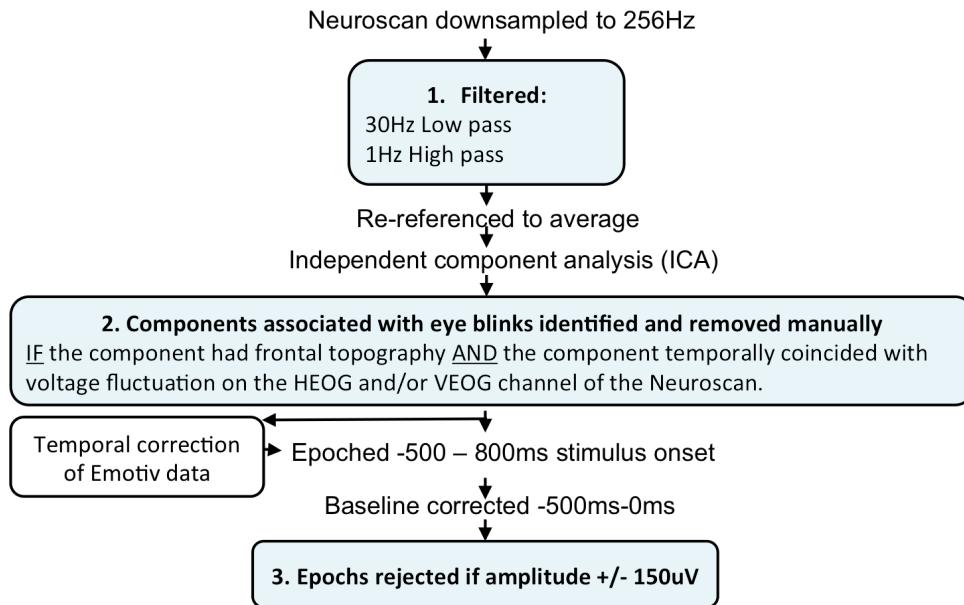 Neuroscan downsampled to 256Hz
1. Filtered:
30Hz Low pass
1Hz High pass
Re-referenced to average
Independent component analysis (ICA)
2. Components associated with eye blinks identified and removed manually
IF the component had frontal topography AND the component temporally coincided with
voltage fluctuation on the HEOG and/or VEOG channel of the Neuroscan.
Temporal correction
of Emotiv data
Epoched -500 – 800ms stimulus onset
Baseline corrected -500ms-0ms
3. Epochs rejected if amplitude +/- 150uV